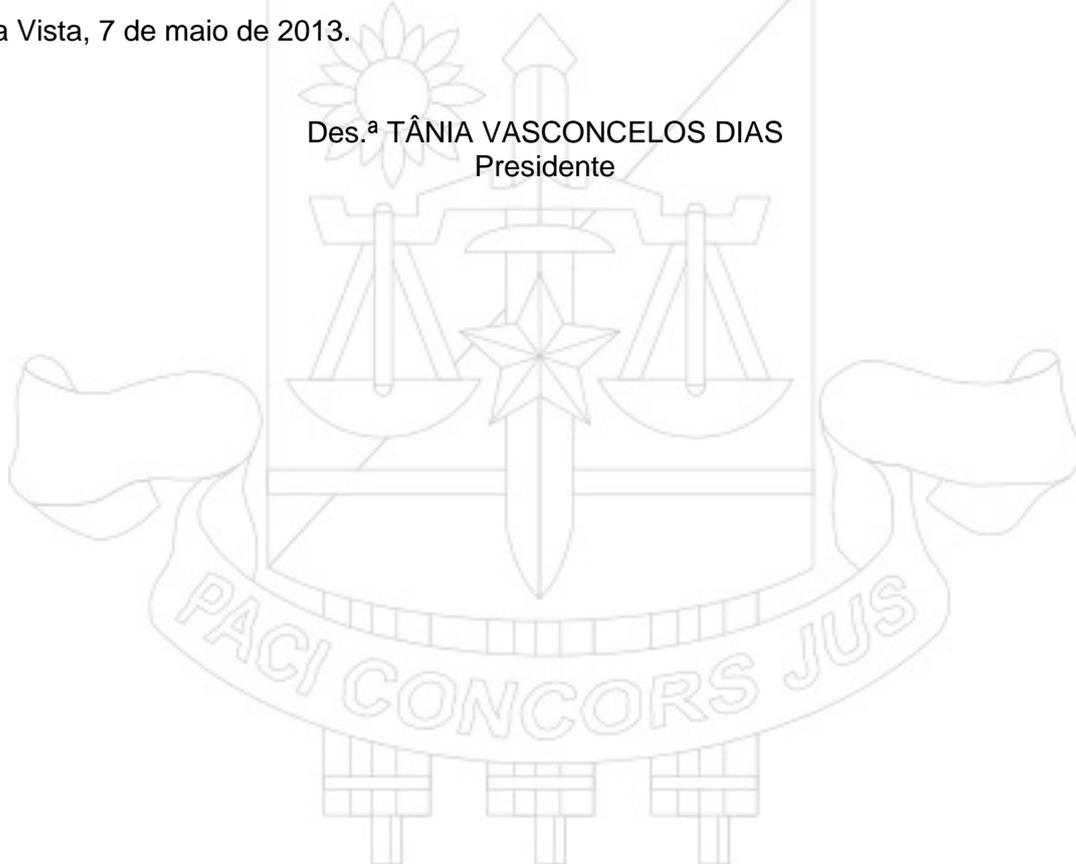 a Vista, 7 de maio de 2013.
Des.ª TÂNIA VASCONCELOS DIAS
Presidente
PACI CONCORS JUS